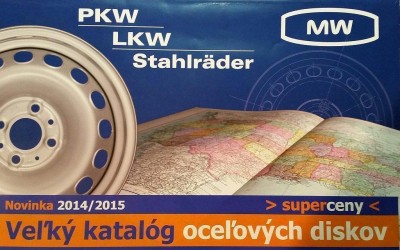 PKW
LKW
Stahlräder
MW
Novinka 2014/2015
> superceny <
Veľký katalóg oceľových diskov